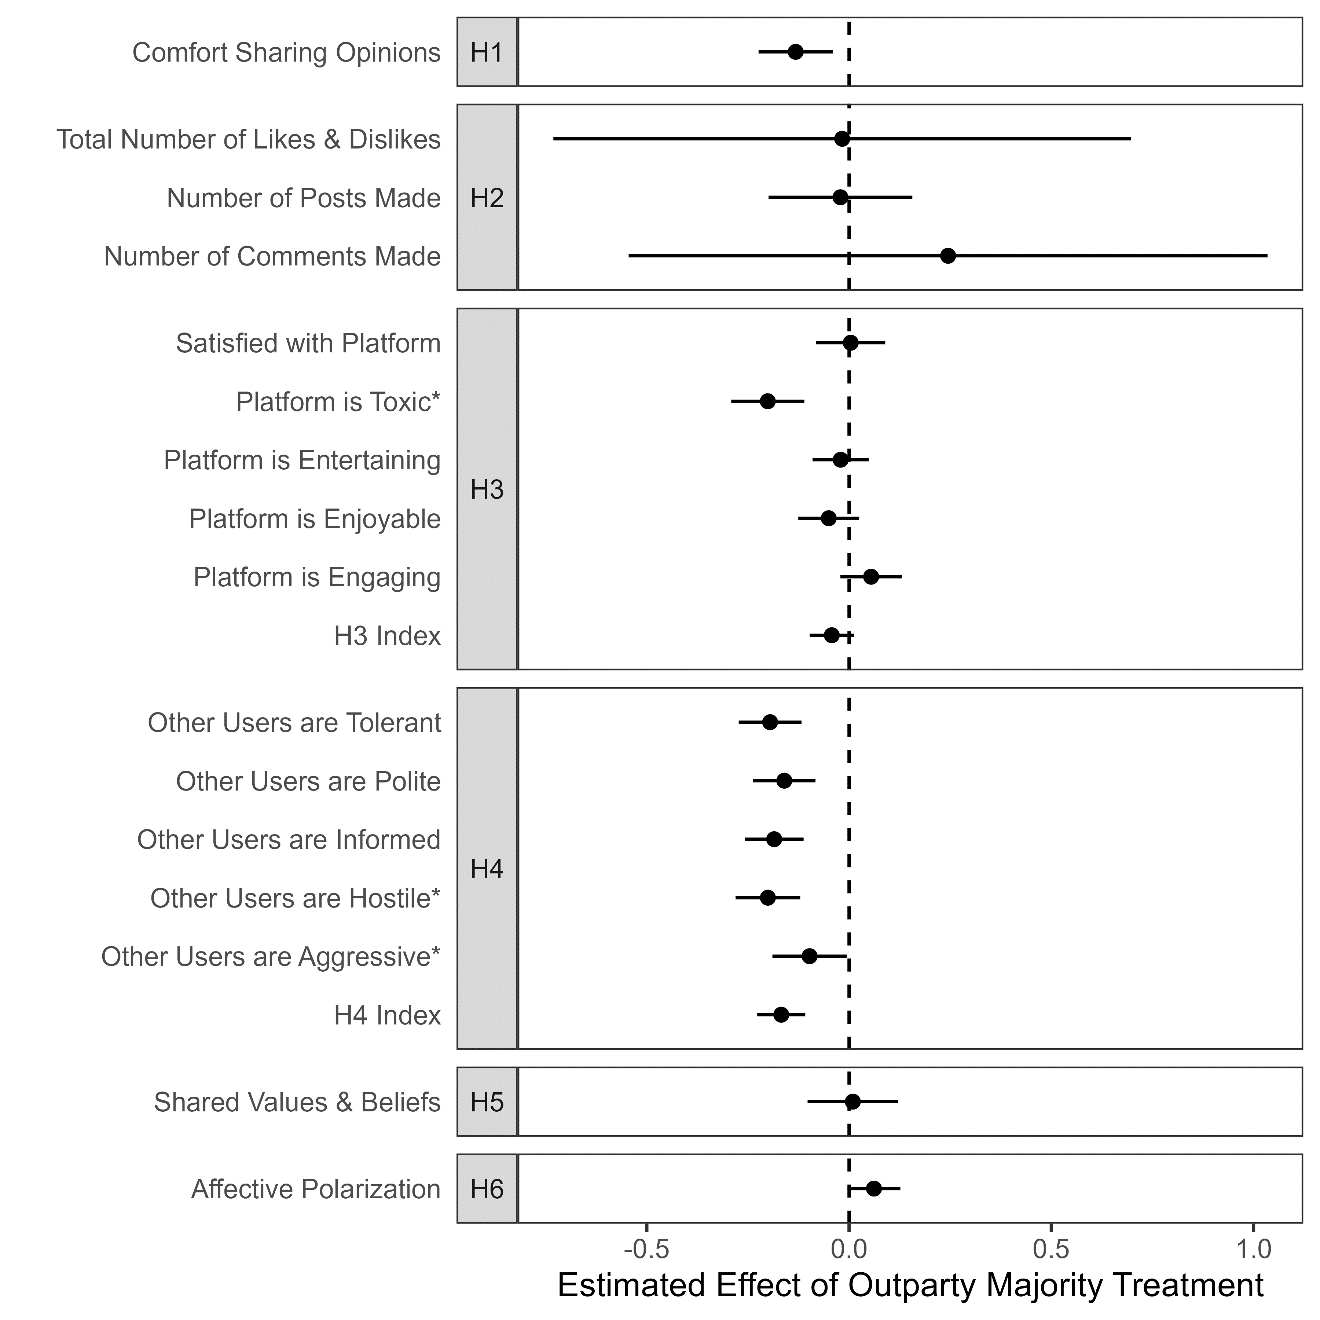 Comfort Sharing Opinions H1
Total Number of Likes & Dislikes
Number of Posts Made H2
Number of Comments Made
Satisfied with Platform
Platform is Toxic*
Platform is Entertaining
H3
Platform is Enjoyable
Platform is Engaging
H3 Index
Other Users are Tolerant
Other Users are Polite
Other Users are Informed
H4
Other Users are Hostile*
Other Users are Aggressive*
H4 Index
Shared Values & Beliefs H5
Affective Polarization H6
-0.5 0.0 0.5 1.0
Estimated Effect of Outparty Majority Treatment